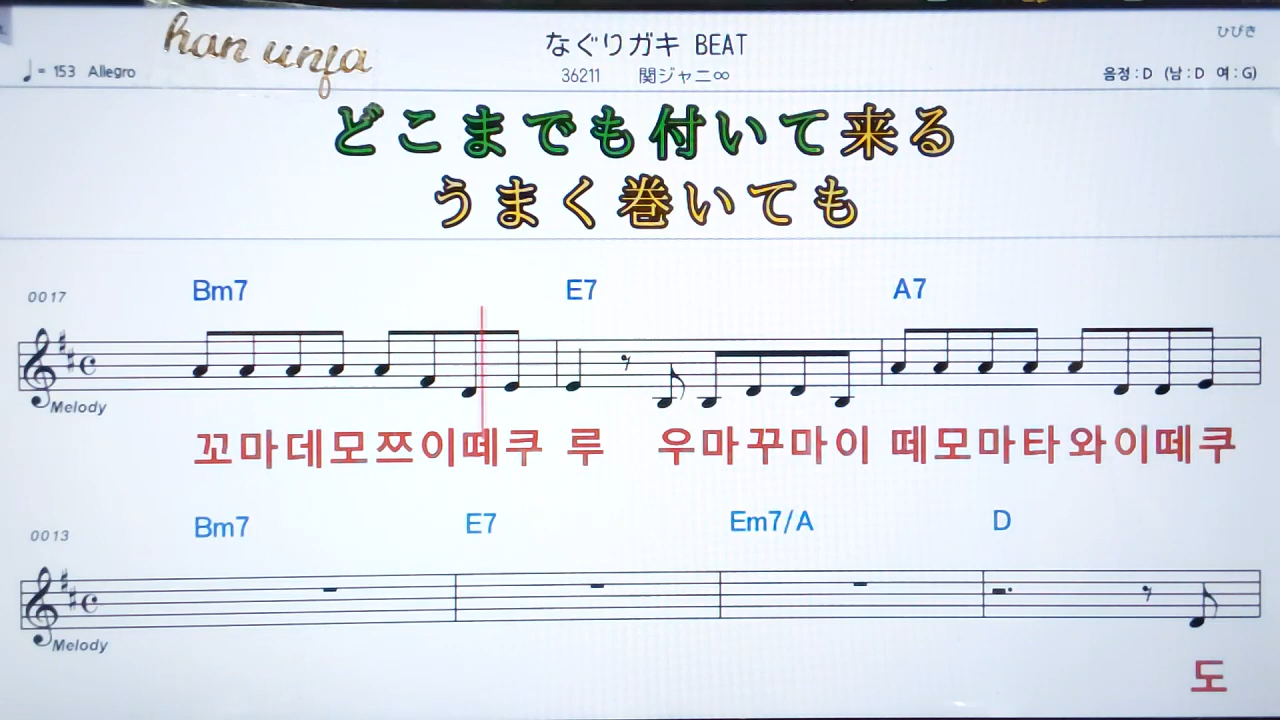 han unfa
なぐりガキ BEAT
ひびき
♩= 153 Allegro
36211 関ジャニ∞
음정 : D (남 : D 여 : G)
どこまでも付いて来る
うまく巻いても
0017
Bm7 E7 A7
Melody
꼬마데모쯔이떼쿠 루 우마꾸마이 떼모마타와이떼쿠
0013
Bm7 E7 Em7/A D
Melody
도